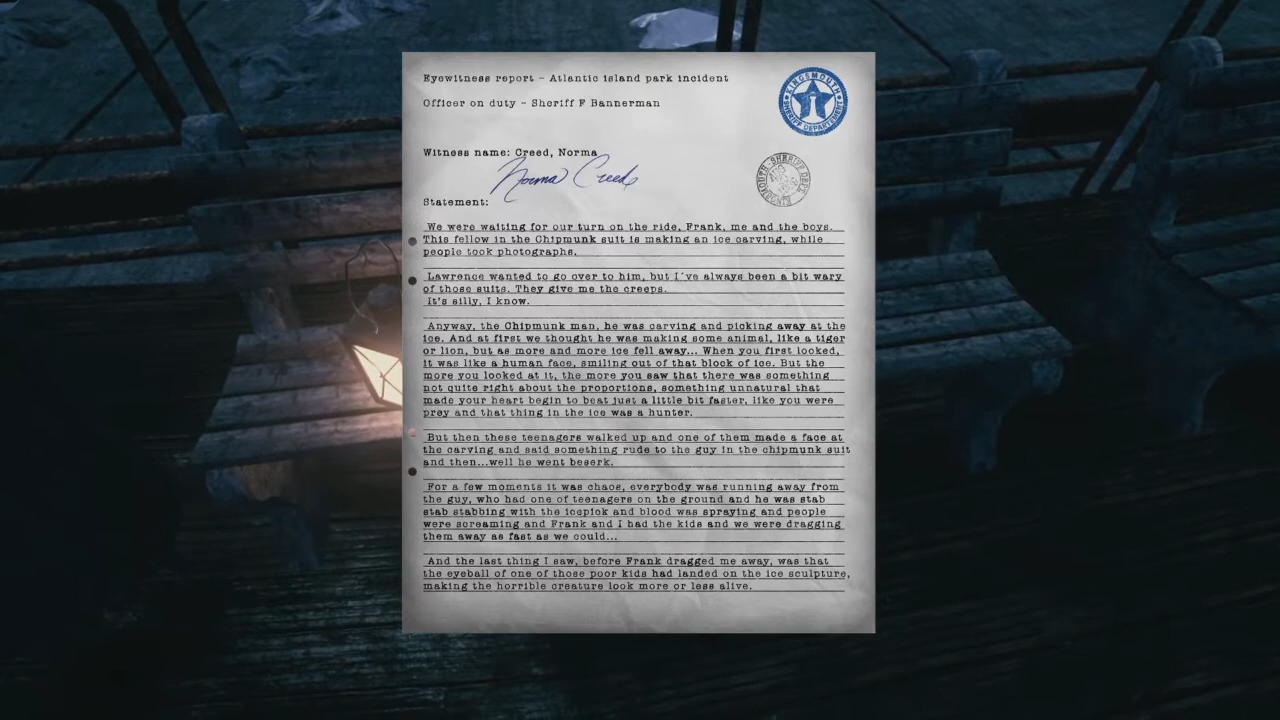 Eyewitness report - Atlantic island park incident
KINGSMOUTH
SHERIFF DEPARTEMENT
Officer on duty - Sheriff F Bannerman
Witness name: Creed, Norma
Norma Creed
SHERIFF DEPT.
Statement:
We were waiting for our turn on the ride, Frank, me and the boys.
This fellow in the Chipmunk suit is making an ice carving, while
people took photographs.
Lawrence wanted to go over to him, but I´ve always been a bit wary
of those suits. They give me the creeps.
It's silly, I know.
Anyway, the Chipmunk man, he was carving and picking away at the
ice. And at first we thought he was making some animal, like a tiger
or lion, but as more and more ice fell away... When you first looked,
it was like a human face, smiling out of that block of ice. But the
more you looked at it, the more you saw that there was something
not quite right about the proportions, something unnatural that
made your heart begin to beat just a little bit faster, like you were
prey and that thing in the ice was a hunter.
But then these teenagers walked up and one of them made a face at
the carving and said something rude to the guy in the chipmunk suit
and then...well he went beserk.
For a few moments it was chaos, everybody was running away from
the guy, who had one of teenagers on the ground and he was stab
stab stabbing with the icepick and blood was spraying and people
were screaming and Frank and I had the kids and we were dragging
them away as fast as we could...
And the last thing I saw, before Frank dragged me away, was that
the eyeball of one of those poor kids had landed on the ice sculpture,
making the horrible creature look more or less alive.